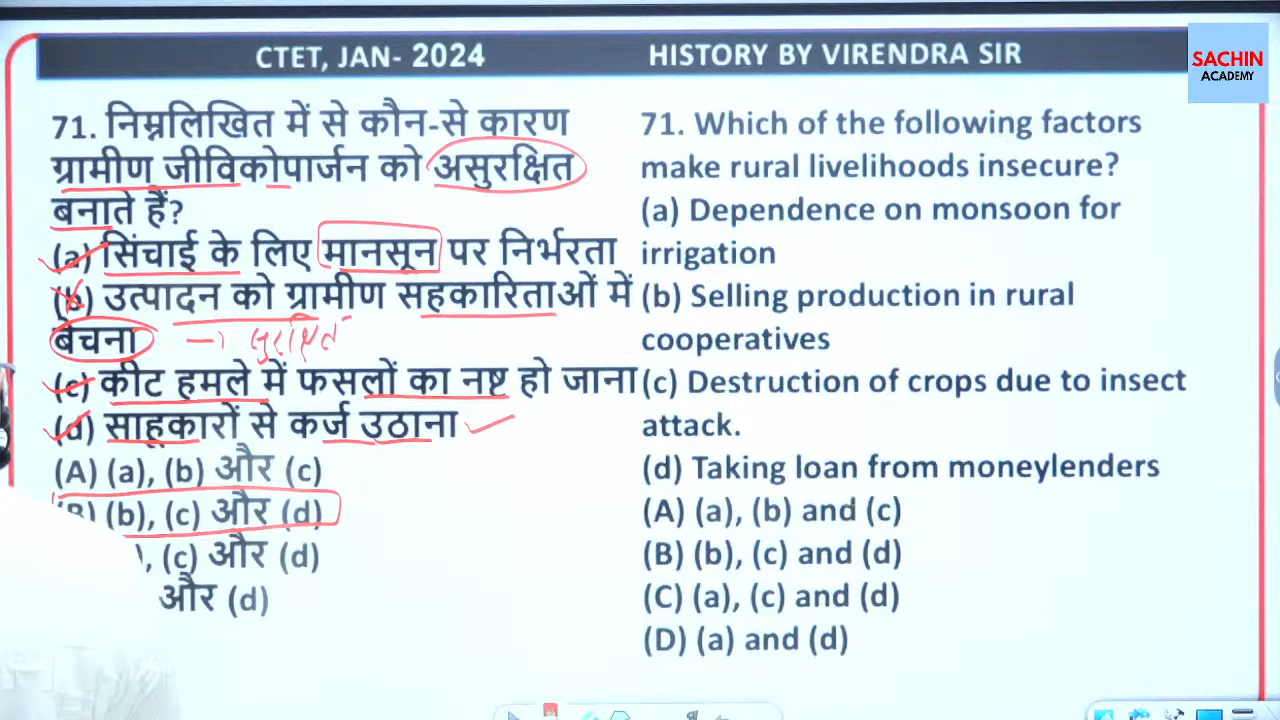 CTET, JAN- 2024
HISTORY BY VIRENDRA SIR
SACHIN
ACADEMY
71. निम्नलिखित में से कौन-से कारण
ग्रामीण जीविकोपार्जन को असुरक्षित
बनाते हैं?
(a) सिंचाई के लिए मानसून पर निर्भरता
(b) उत्पादन को ग्रामीण सहकारिताओं में
बेचना → सुरक्षित
(c) कीट हमले में फसलों का नष्ट हो जाना
(d) साहूकारों से कर्ज उठाना
(A) (a), (b) और (c)
(B) (b), (c) और (d)
, (c) और (d)
और (d)
71. Which of the following factors
make rural livelihoods insecure?
(a) Dependence on monsoon for
irrigation
(b) Selling production in rural
cooperatives
(c) Destruction of crops due to insect
attack.
(d) Taking loan from moneylenders
(A) (a), (b) and (c)
(B) (b), (c) and (d)
(C) (a), (c) and (d)
(D) (a) and (d)